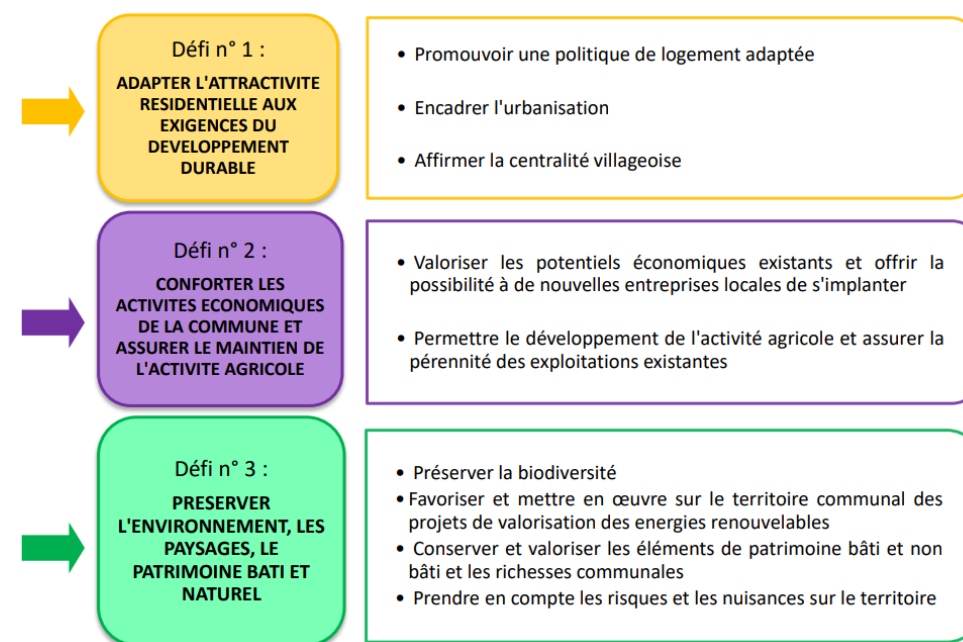 Défi n° 1 :
ADAPTER L'ATTRACTIVITE
RESIDENTIELLE AUX
EXIGENCES DU
DEVELOPPEMENT
DURABLE
• Promouvoir une politique de logement adaptée
• Encadrer l'urbanisation
• Affirmer la centralité villageoise
Défi n° 2 :
CONFORTER LES
ACTIVITES ECONOMIQUES
DE LA COMMUNE ET
ASSURER LE MAINTIEN DE
L'ACTIVITE AGRICOLE
• Valoriser les potentiels économiques existants et offrir la
possibilité à de nouvelles entreprises locales de s'implanter
• Permettre le développement de l'activité agricole et assurer la
pérennité des exploitations existantes
Défi n° 3 :
PRESERVER
L'ENVIRONNEMENT, LES
PAYSAGES, LE
PATRIMOINE BATI ET
NATUREL
• Préserver la biodiversité
• Favoriser et mettre en œuvre sur le territoire communal des
projets de valorisation des energies renouvelables
• Conserver et valoriser les éléments de patrimoine bâti et non
bâti et les richesses communales
• Prendre en compte les risques et les nuisances sur le territoire